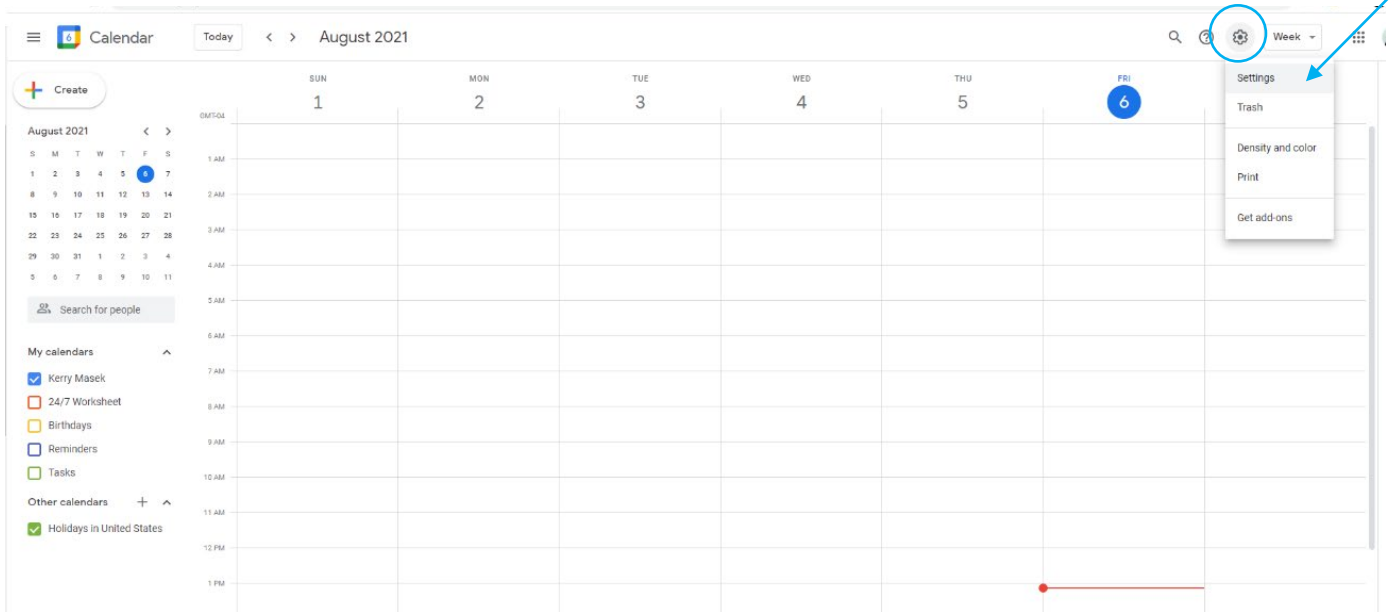 6 Calendar Today August 2021 Week
Create
SUN MON TUE WED THU FRI
1 2 3 4 5 6
GMT-04
Settings
Trash
Density and color
Print
Get add-ons
August 2021
S M T W T F S
1 2 3 4 5 6 7
8 9 10 11 12 13 14
15 16 17 18 19 20 21
22 23 24 25 26 27 28
29 30 31 1 2 3 4
5 6 7 8 9 10 11
Search for people
My calendars
Kerry Masek
24/7 Worksheet
Birthdays
Reminders
Tasks
Other calendars
Holidays in United States
1 AM
2 AM
3 AM
4 AM
5 AM
6 AM
7 AM
8 AM
9 AM
10 AM
11 AM
12 PM
1 PM